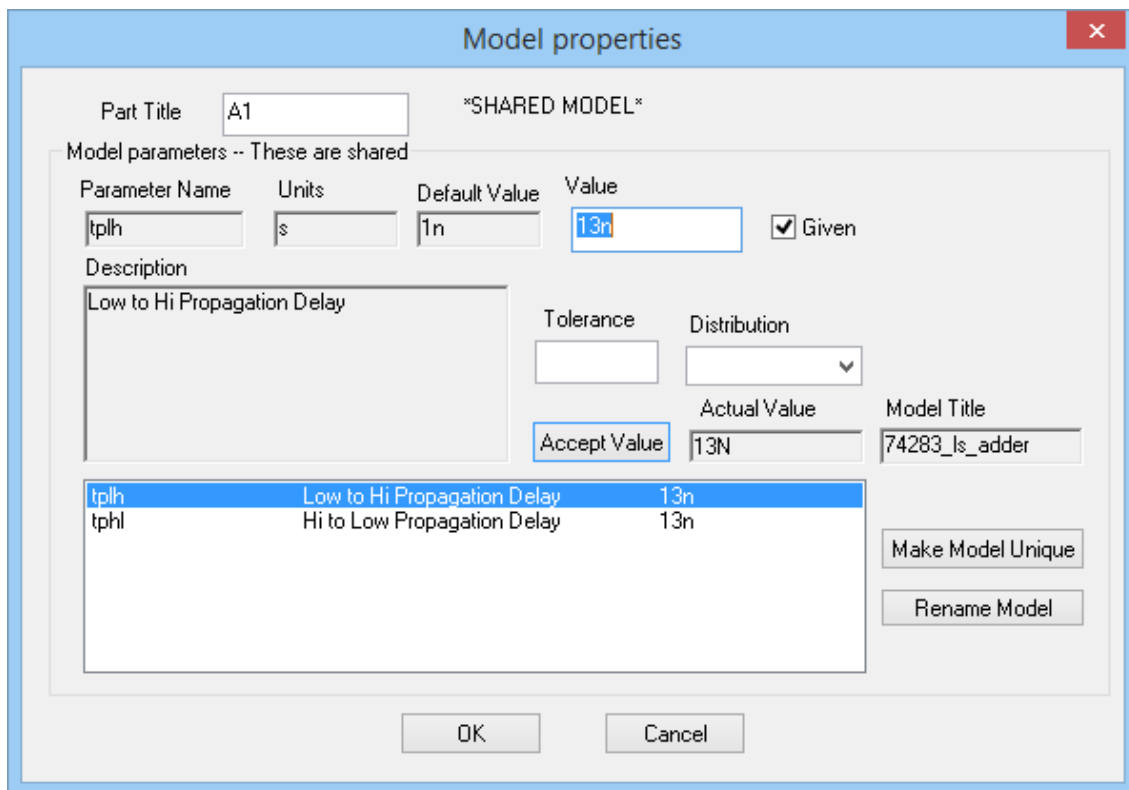 Model properties
×
Part Title
A1
*SHARED MODEL*
Model parameters -- These are shared
Parameter Name Units Default Value Value
tplh s 1n 13n Given
Description
Low to Hi Propagation Delay
Tolerance Distribution
Actual Value Model Title
Accept Value 13N 74283_ls_adder
tplh Low to Hi Propagation Delay 13n
tphl Hi to Low Propagation Delay 13n
Make Model Unique
Rename Model
OK Cancel